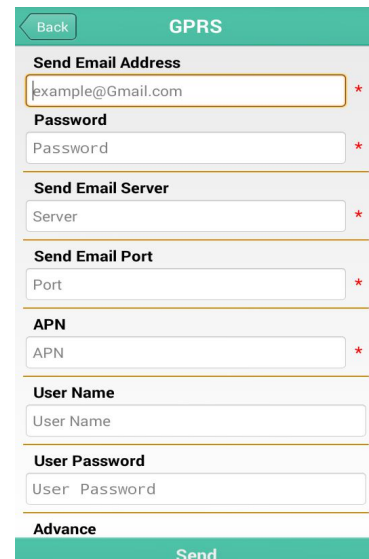 Back
GPRS
Send Email Address
example@Gmail.com
*
Password
Password
*
Send Email Server
Server
*
Send Email Port
Port
*
APN
APN
*
User Name
User Name
User Password
User Password
Advance
Send